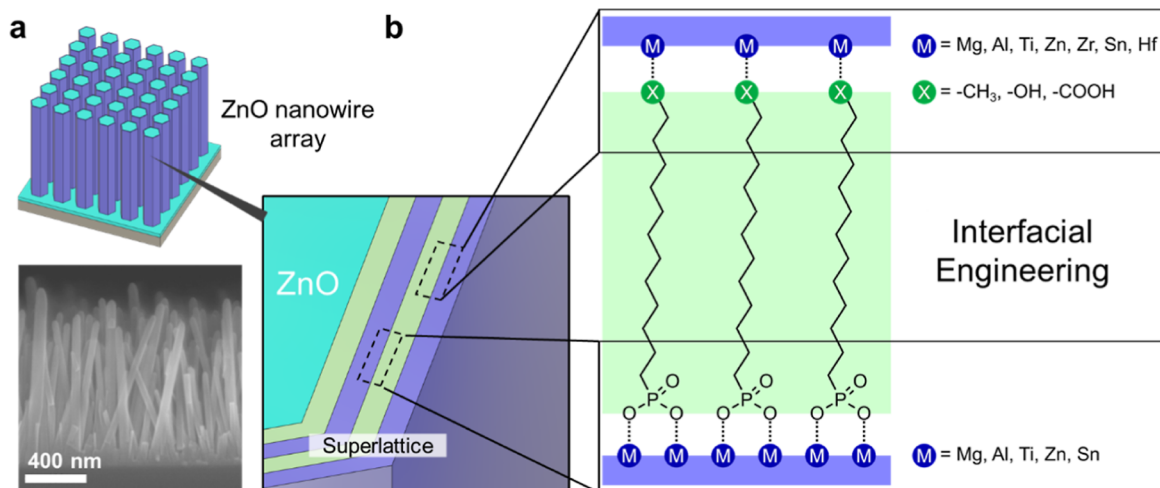 a
b
ZnO nanowire
array
ZnO
Superlattice
400 nm
M M M
X X X
M = Mg, Al, Ti, Zn, Zr, Sn, Hf
X = -CH₃, -OH, -COOH
Interfacial
Engineering
P O P O P O
O O O O O O
M M M M M M
M = Mg, Al, Ti, Zn, Sn